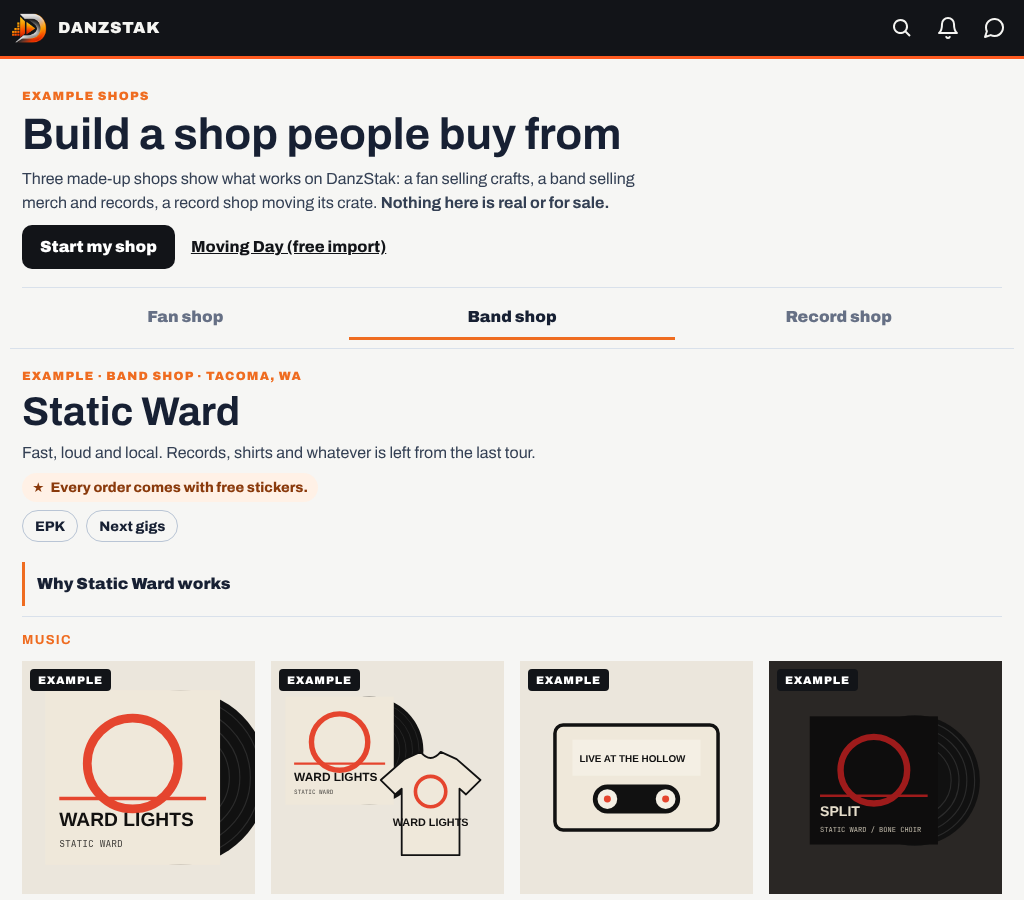 DANZSTAK
EXAMPLE SHOPS
Build a shop people buy from
Three made-up shops show what works on DanzStak: a fan selling crafts, a band selling
merch and records, a record shop moving its crate. Nothing here is real or for sale.
Start my shop
Moving Day (free import)
Fan shop
Band shop
Record shop
EXAMPLE · BAND SHOP · TACOMA, WA
Static Ward
Fast, loud and local. Records, shirts and whatever is left from the last tour.
★ Every order comes with free stickers.
EPK
Next gigs
Why Static Ward works
MUSIC
EXAMPLE
WARD LIGHTS
STATIC WARD
EXAMPLE
WARD LIGHTS
STATIC WARD
WARD LIGHTS
EXAMPLE
LIVE AT THE HOLLOW
EXAMPLE
SPLIT
STATIC WARD / BONE CHOIR